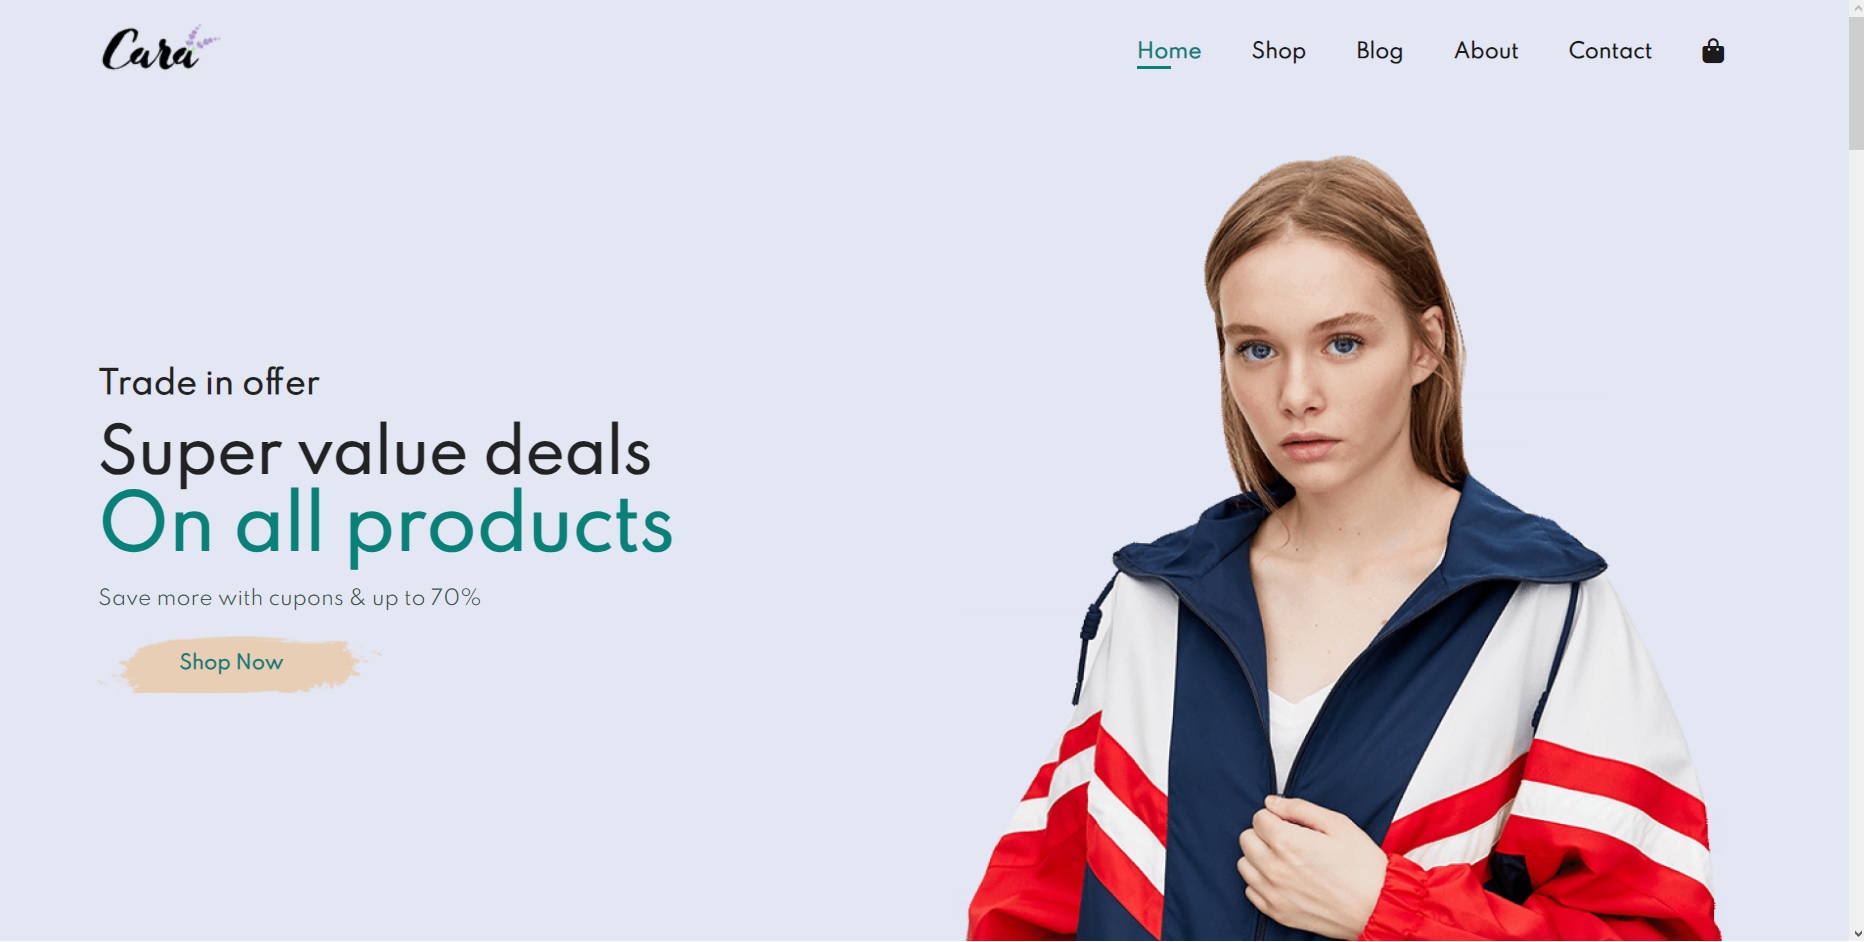 Cara
Home Shop Blog About Contact
Trade in offer
Super value deals
On all products
Save more with cupons & up to 70%
Shop Now